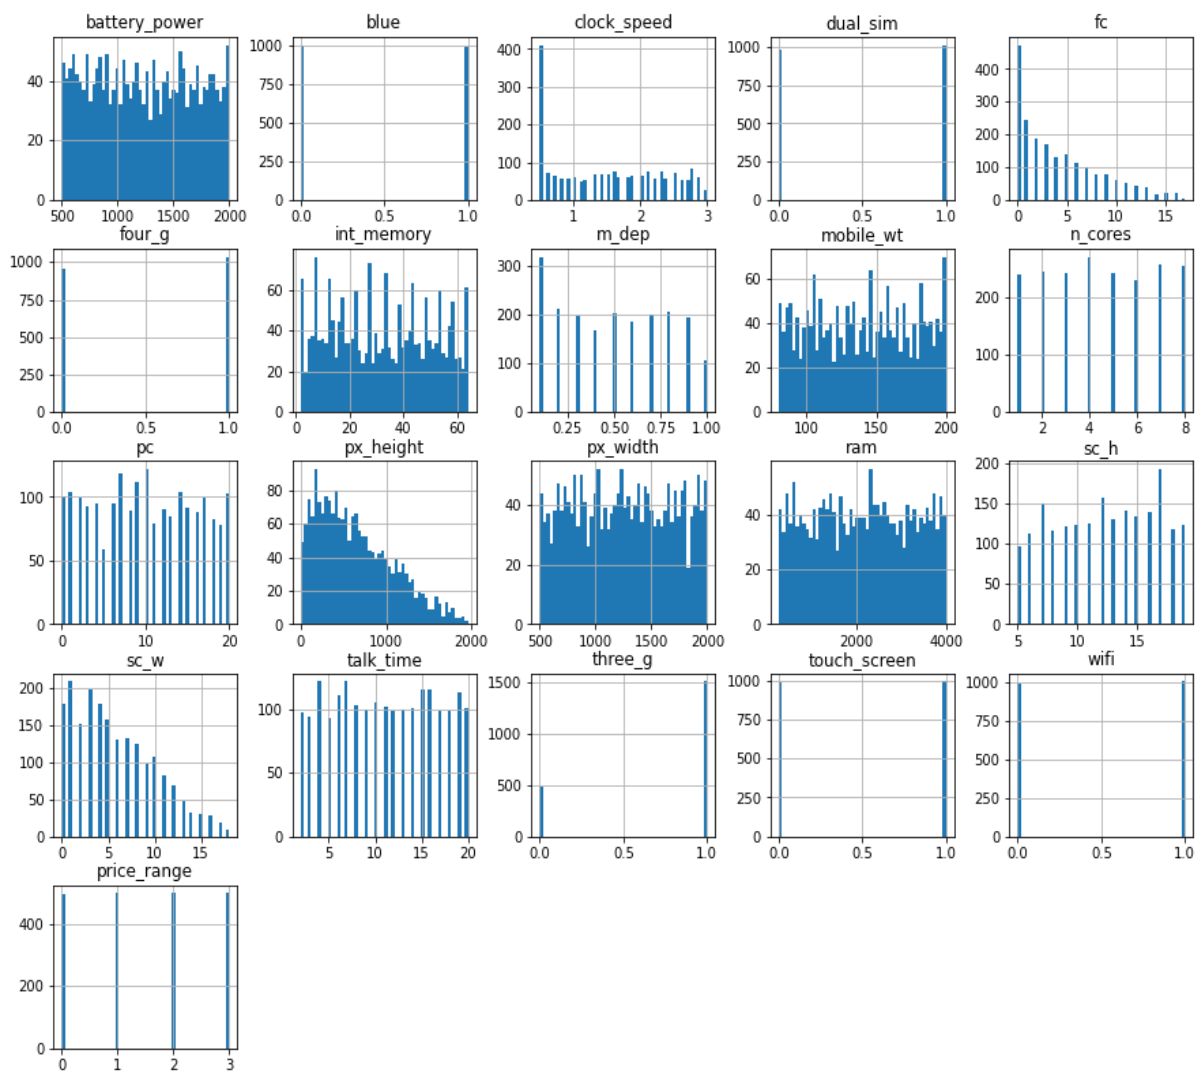 battery_power blue clock_speed dual_sim fc
40 20 0 500 1000 1500 2000
1000 750 500 250 0 0.0 0.5 1.0
400 300 200 100 0 1 2 3
1000 750 500 250 0 0.0 0.5 1.0
400 300 200 100 0 0 5 10 15
four_g int_memory m_dep mobile_wt n_cores
1000 750 500 250 0 0.0 0.5 1.0
60 40 20 0 0 20 40 60
300 200 100 0 0.25 0.50 0.75 1.00
60 40 20 0 100 150 200
200 100 0 2 4 6 8
pc px_height px_width ram sc_h
100 50 0 0 10 20
80 60 40 20 0 0 1000 2000
40 20 0 500 1000 1500 2000
40 20 0 2000 4000
200 150 100 50 0 5 10 15
sc_w talk_time three_g touch_screen wifi
200 150 100 50 0 0 5 10 15
100 50 0 5 10 15 20
1500 1000 500 0 0.0 0.5 1.0
1000 750 500 250 0 0.0 0.5 1.0
1000 750 500 250 0 0.0 0.5 1.0
price_range
400 200 0 0 1 2 3